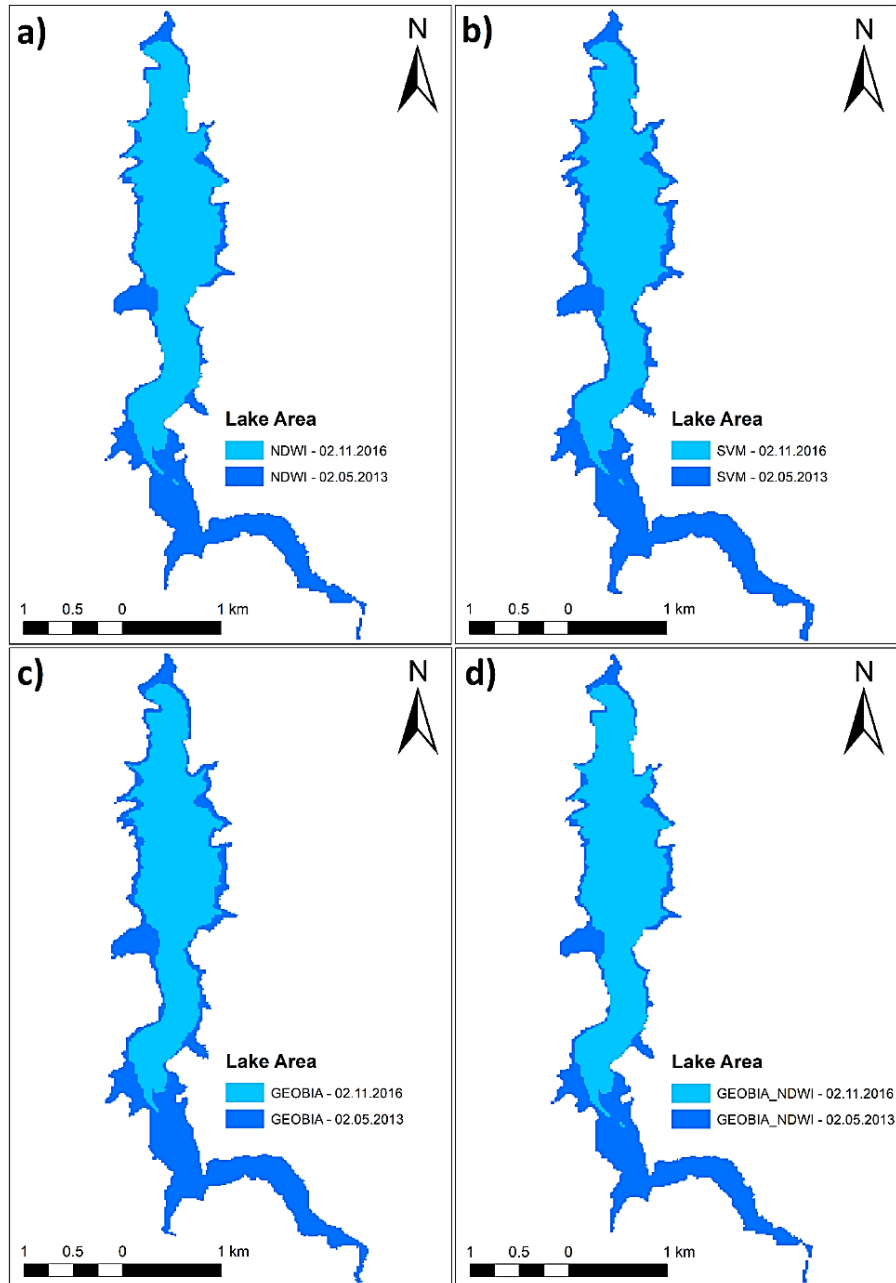 a)
N
Lake Area
NDWI - 02.11.2016
NDWI - 02.05.2013
1 0.5 0 1 km
b)
N
Lake Area
SVM - 02.11.2016
SVM - 02.05.2013
1 0.5 0 1 km
c)
N
Lake Area
GEOBIA - 02.11.2016
GEOBIA - 02.05.2013
1 0.5 0 1 km
d)
N
Lake Area
GEOBIA_NDWI - 02.11.2016
GEOBIA_NDWI - 02.05.2013
1 0.5 0 1 km